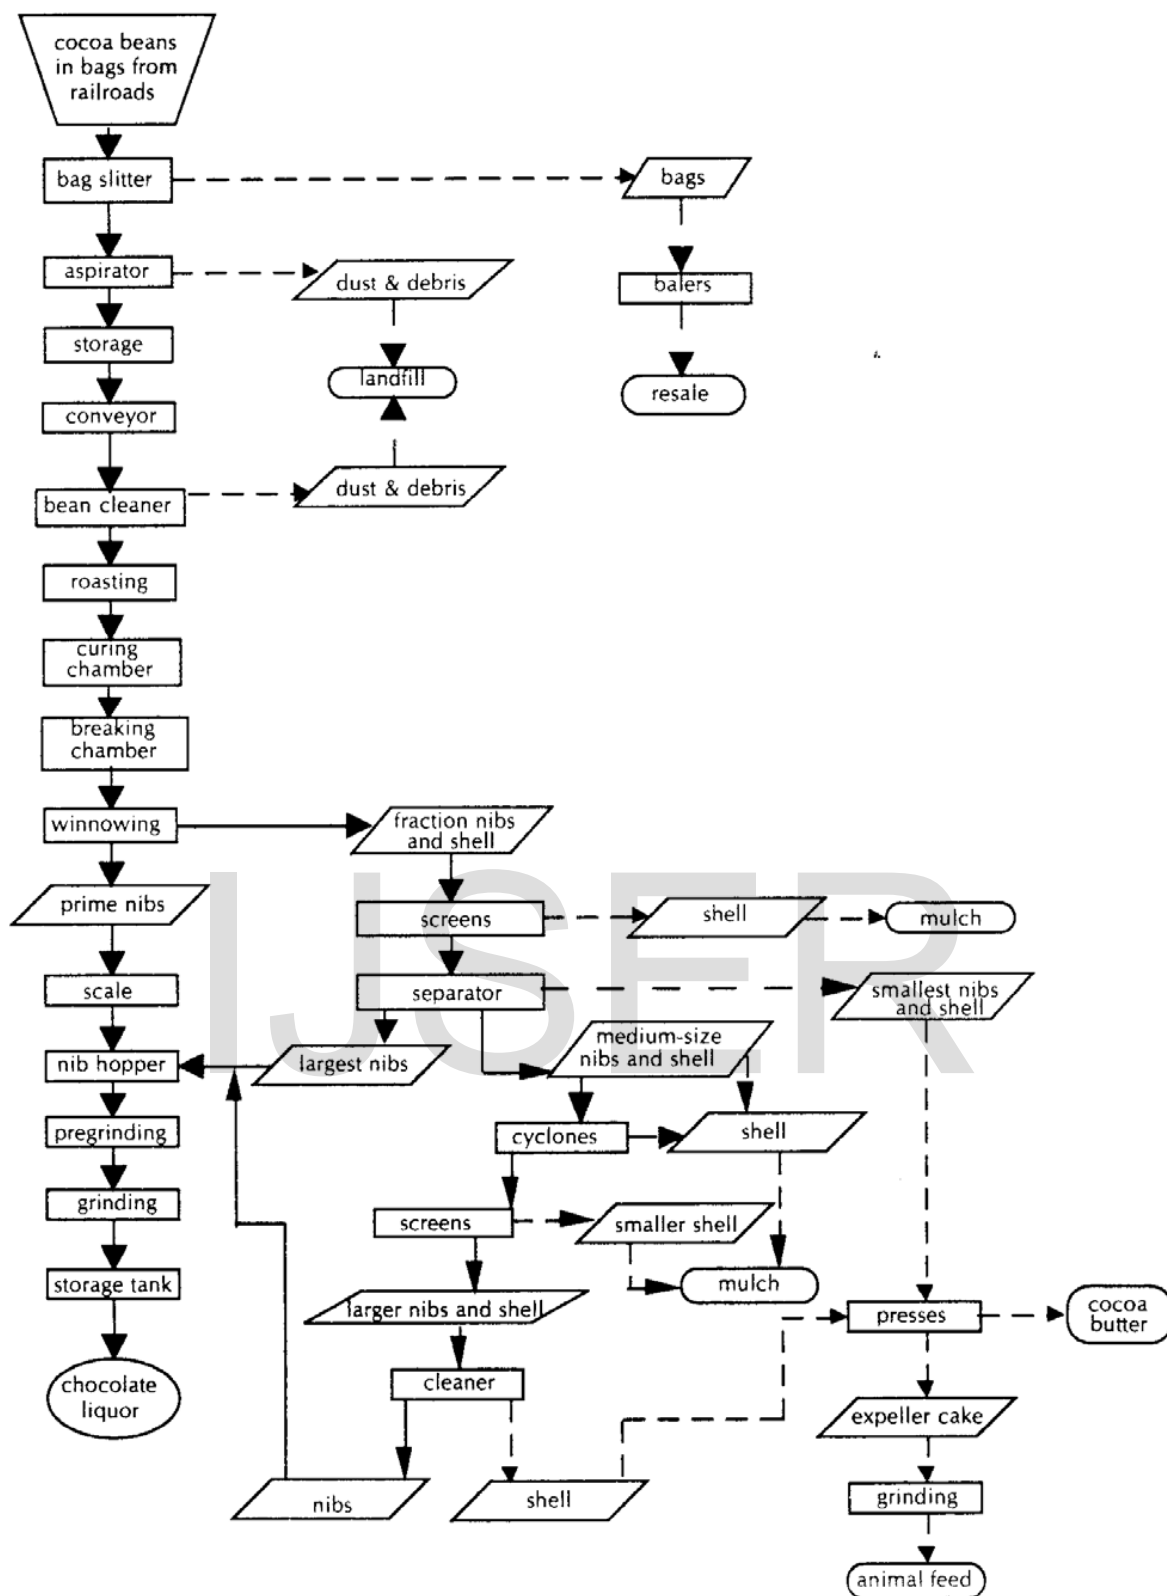 cocoa beans
in bags from
railroads
bag slitter
bags
aspirator
dust & debris
balers
storage
landfill
resale
conveyor
bean cleaner
dust & debris
roasting
curing
chamber
breaking
chamber
winnowing
fraction nibs
and shell
prime nibs
screens
shell
mulch
scale
separator
smallest nibs
and shell
nib hopper
largest nibs
medium-size
nibs and shell
pregrinding
cyclones
shell
grinding
screens
smaller shell
storage tank
larger nibs and shell
mulch
presses
cocoa
butter
chocolate
liquor
cleaner
expeller cake
nibs
shell
grinding
animal feed
IJSER